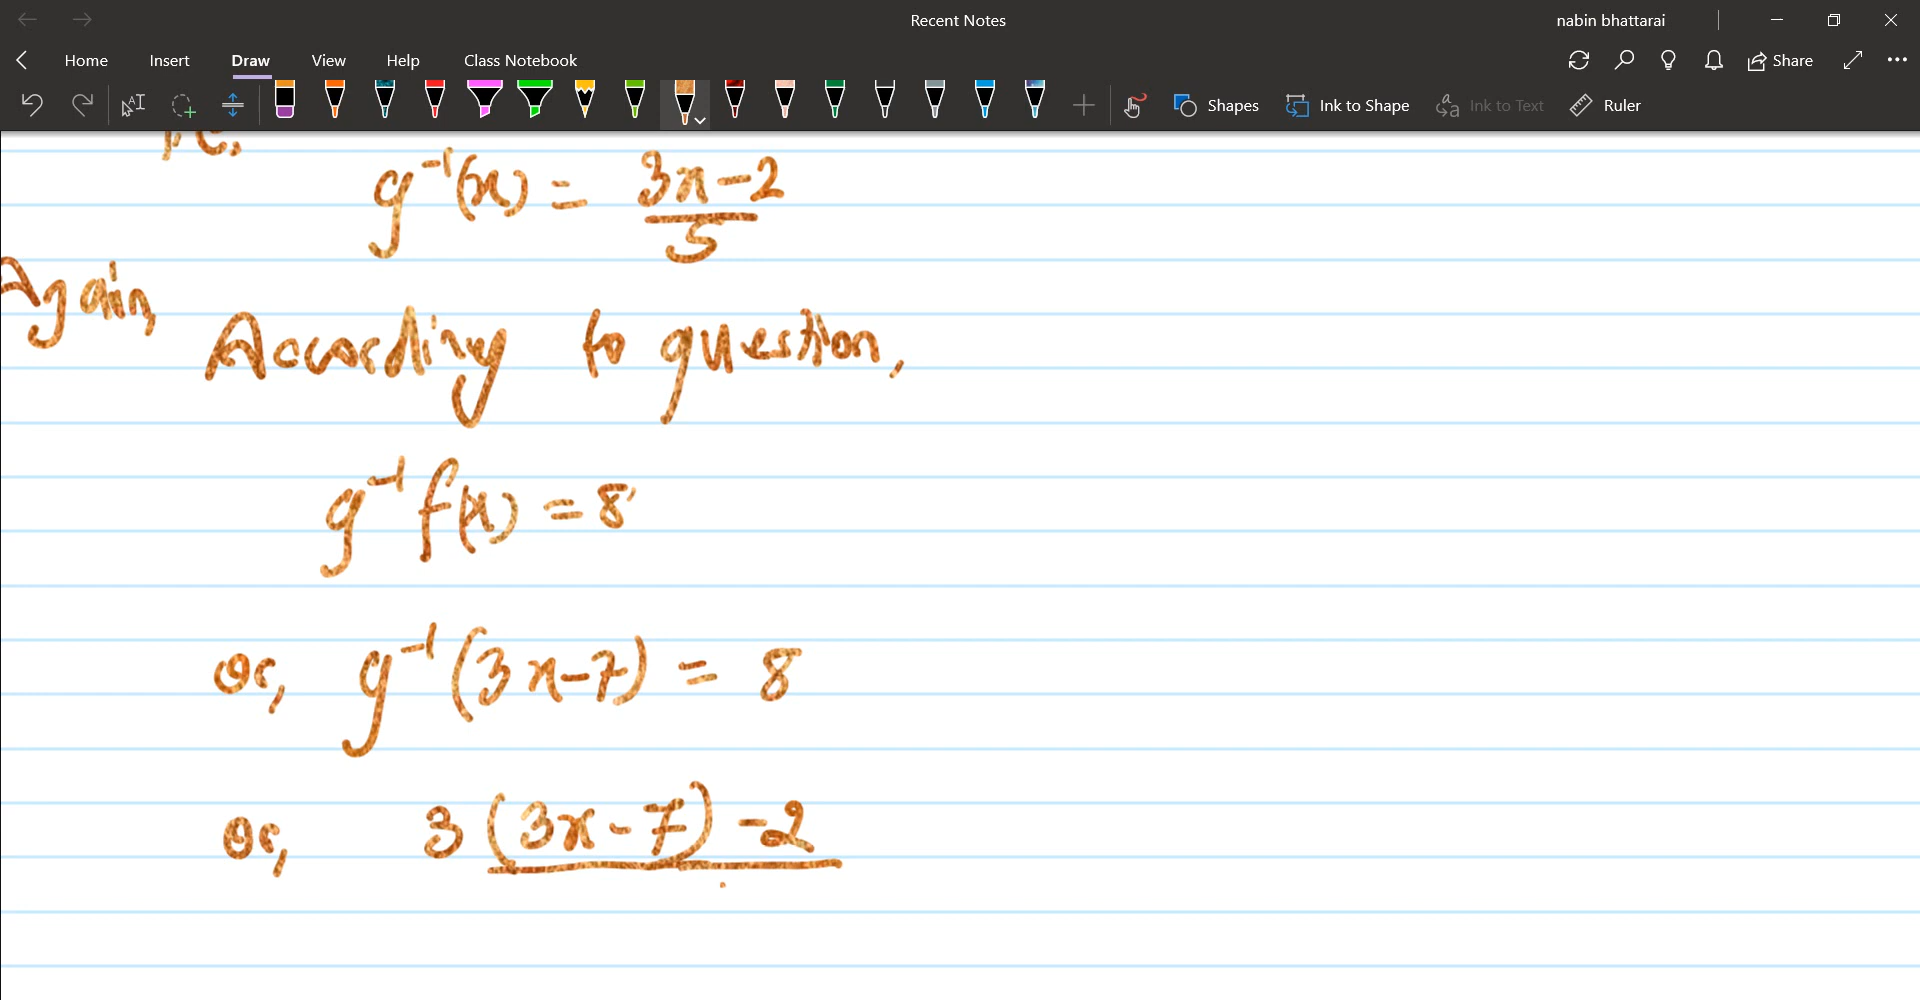 Recent Notes
nabin bhattarai
Home Insert Draw View Help Class Notebook
Share
Shapes Ink to Shape Ink to Text Ruler
i.e.
g⁻¹(x) = (3x-2)/5
Again,
According to question,
g⁻¹f(x) = 8
or, g⁻¹(3x-7) = 8
or, 3(3x-7)-2